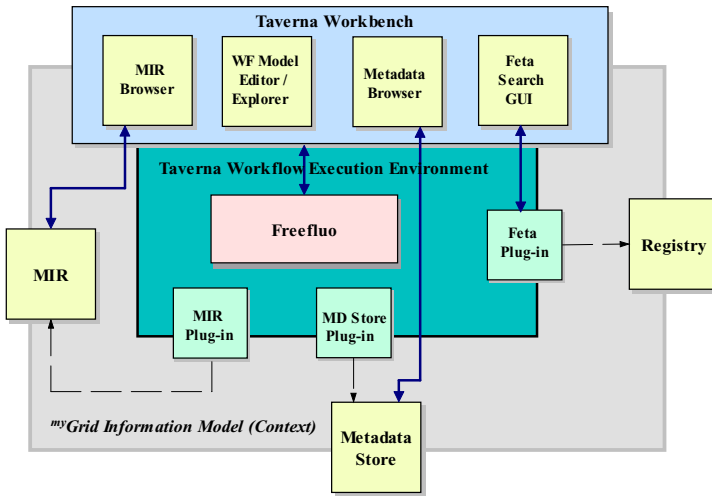 Taverna Workbench
MIR
Browser
WF Model
Editor /
Explorer
Metadata
Browser
Feta
Search
GUI
Taverna Workflow Execution Environment
Freefluo
Feta
Plug-in
Registry
MIR
MIR
Plug-in
MD Store
Plug-in
myGrid Information Model (Context)
Metadata
Store